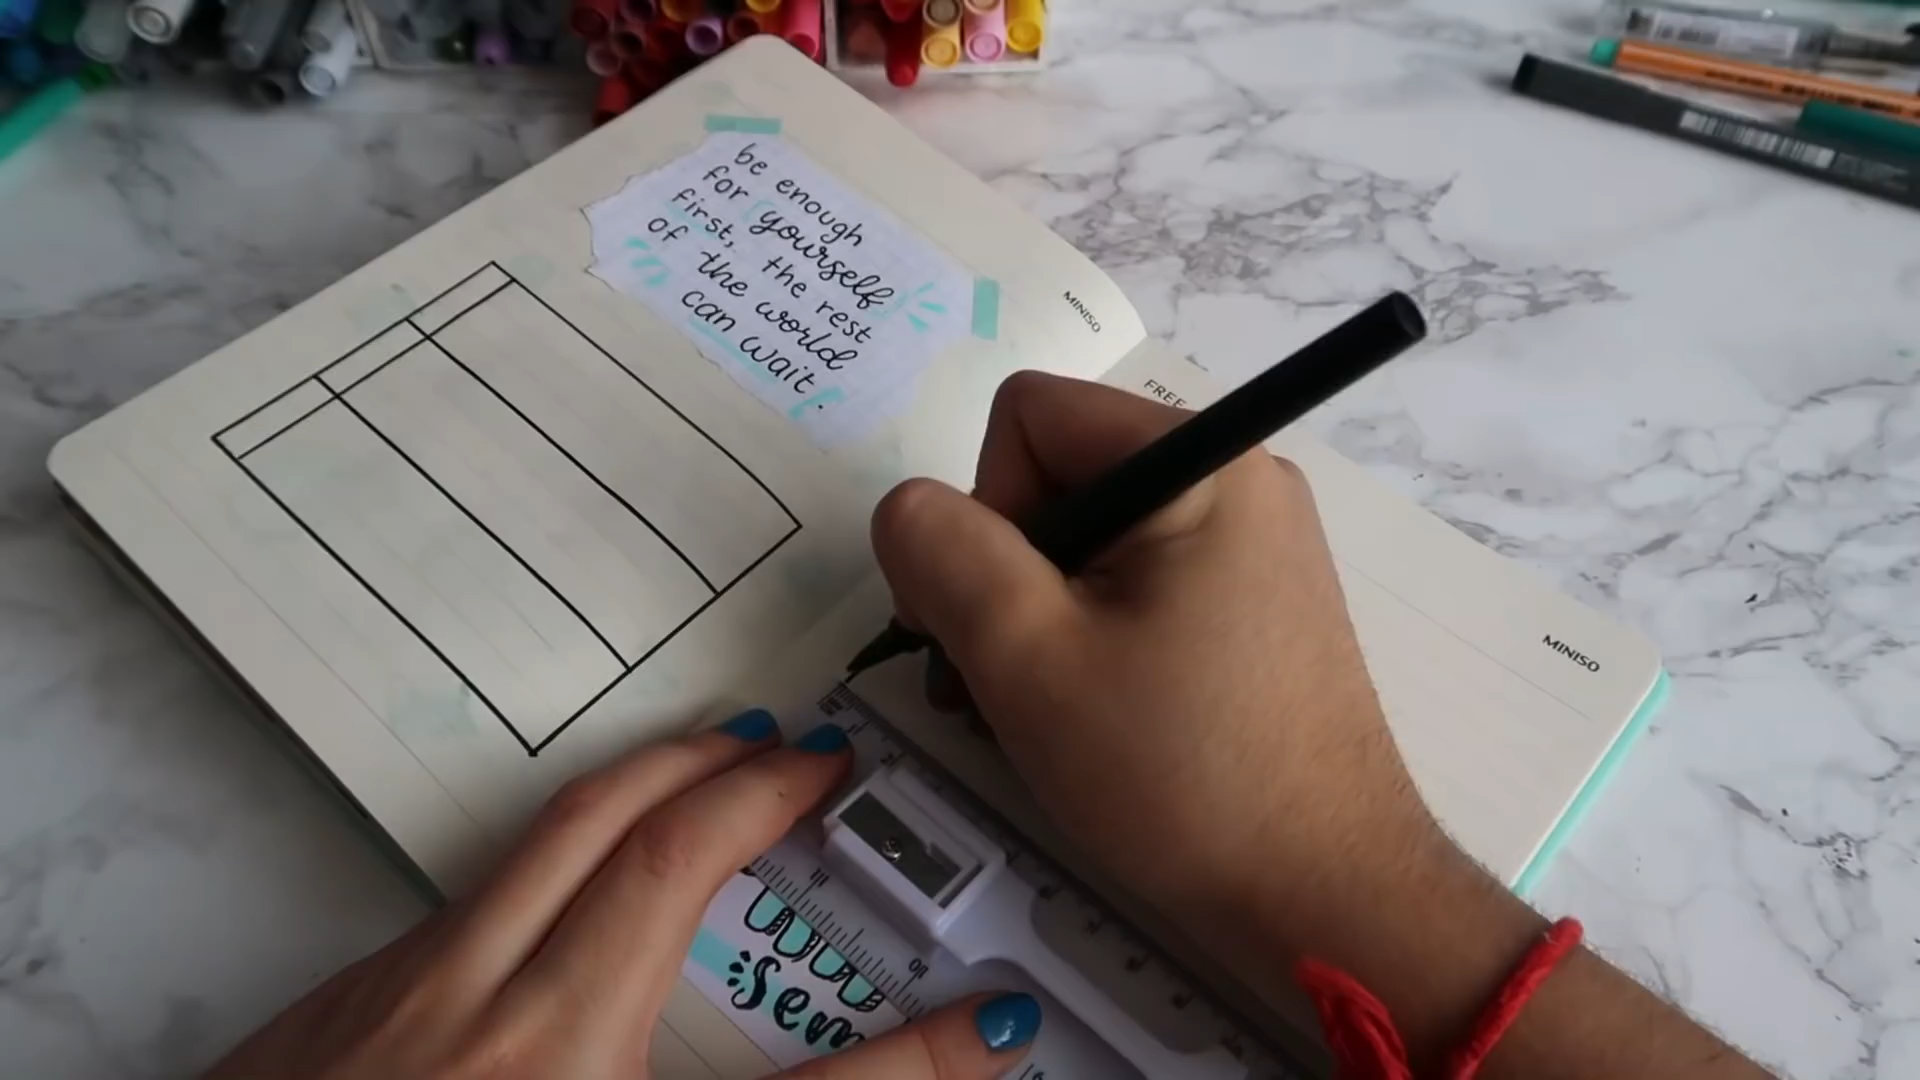 be enough
for yourself
first, the rest
of the world
can wait.
MINISO
FREE
MINISO
Sem